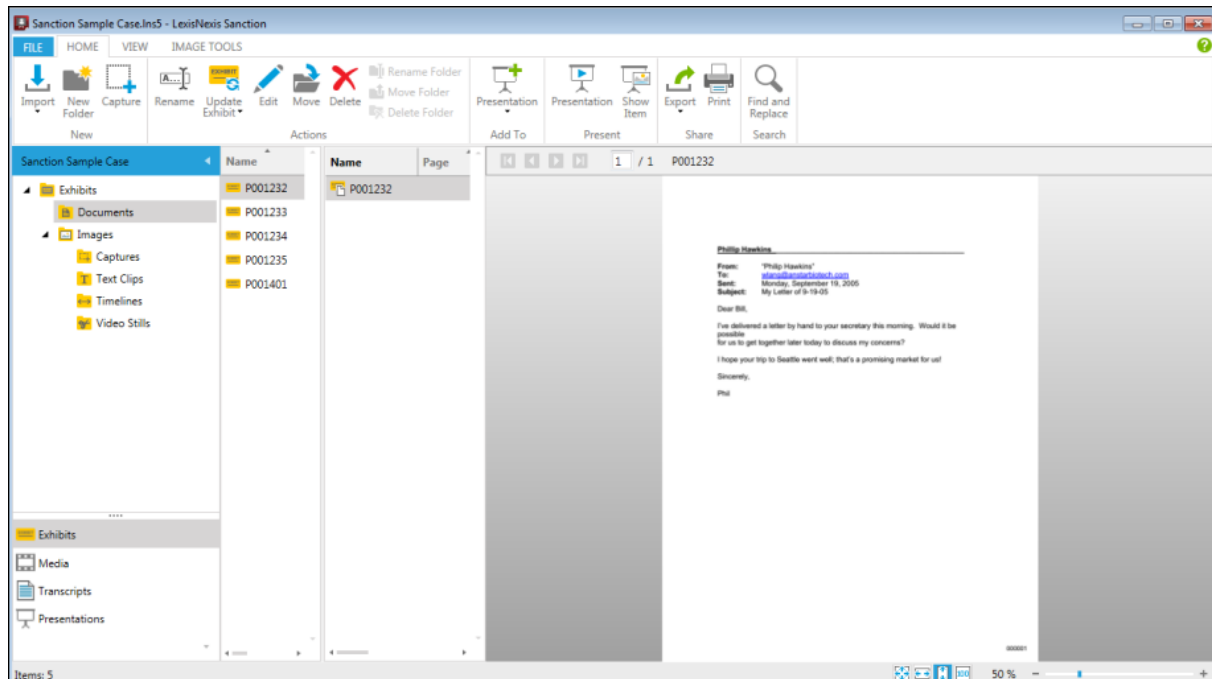 Sanction Sample Case.lns5 - LexisNexis Sanction
FILE HOME VIEW IMAGE TOOLS
Import New Folder Capture Rename Update Exhibit Edit Move Delete Rename Folder Move Folder Delete Folder Presentation Presentation Show Item Export Print Find and Replace
New Actions Add To Present Share Search
Sanction Sample Case
Exhibits
Documents
Images
Captures
Text Clips
Timelines
Video Stills
Exhibits
Media
Transcripts
Presentations
Name
P001232
P001233
P001234
P001235
P001401
Name Page
P001232
1 / 1 P001232
Phillip Hawkins
From: "Philip Hawkins"
To: wlang@anstarbiotech.com
Sent: Monday, September 19, 2005
Subject: My Letter of 9-19-05
Dear Bill,
I've delivered a letter by hand to your secretary this morning. Would it be
possible
for us to get together later today to discuss my concerns?
I hope your trip to Seattle went well; that's a promising market for us!
Sincerely,
Phil
000001
Items: 5
100
50 %